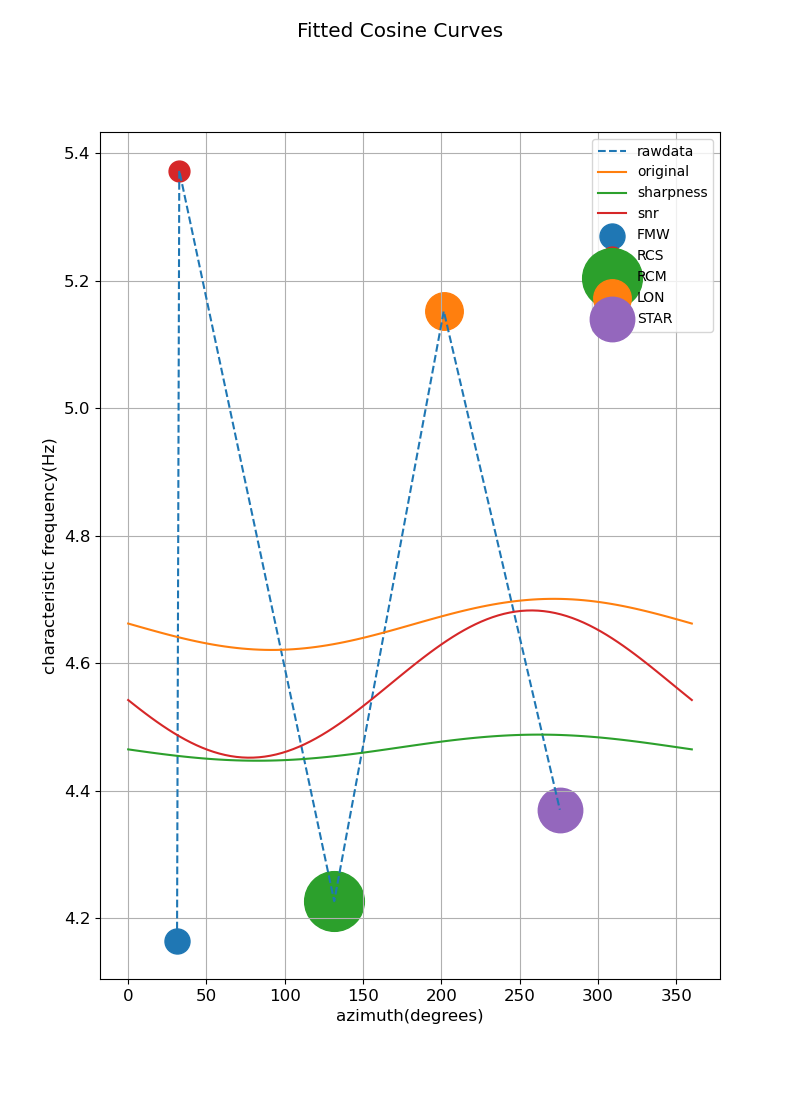 Fitted Cosine Curves
5.4
5.2
5.0
4.8
4.6
4.4
4.2
characteristic frequency(Hz)
rawdata
original
sharpness
snr
FMW
RCS
RCM
LON
STAR
0 50 100 150 200 250 300 350
azimuth(degrees)